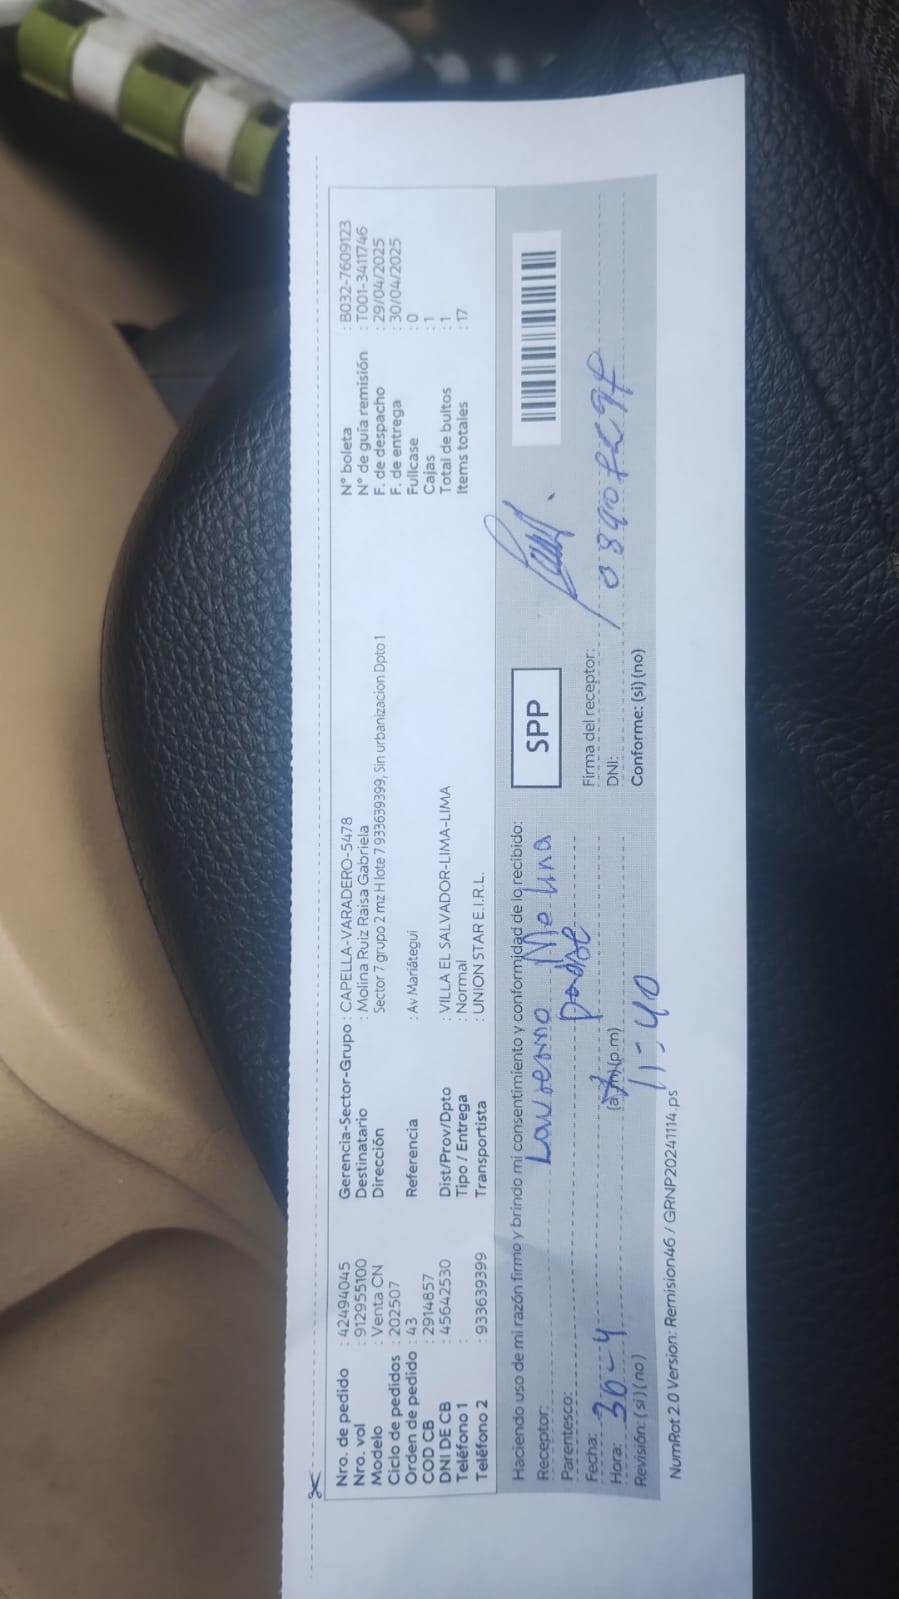 Nro. de pedido : 42494045 Gerencia-Sector-Grupo : CAPELLA-VARADERO-5478 N° boleta : B032-7609123
Nro. vol : 912955100 Destinatario : Molina Ruiz Raisa Gabriela N° de guía remisión : T001-3411746
Modelo : Venta CN Dirección Sector 7 grupo 2 mz H lote 7 933639399, Sin urbanizacion Dpto 1 F. de despacho : 29/04/2025
Ciclo de pedidos : 202507 F. de entrega : 30/04/2025
Orden de pedido : 43 Referencia : Av Mariátegui Fullcase : 0
COD CB : 2914857 Cajas : 1
DNI DE CB : 45642530 Dist/Prov/Dpto : VILLA EL SALVADOR-LIMA-LIMA Total de bultos : 1
Teléfono 1 : Tipo / Entrega : Normal Items totales : 17
Teléfono 2 : 933639399 Transportista : UNION STAR E.I.R.L.
Haciendo uso de mi razón firmo y brindo mi consentimiento y conformidad de lo recibido:
SPP
Receptor: Molina
Parentesco: padre
Fecha: 30-4 Firma del receptor:
Hora: 11-40 (a.m)(p.m) DNI:
Revisión: (si)(no) Conforme: (si) (no)
NumRot 2.0 Version: Remision46 / GRNP20241114.ps